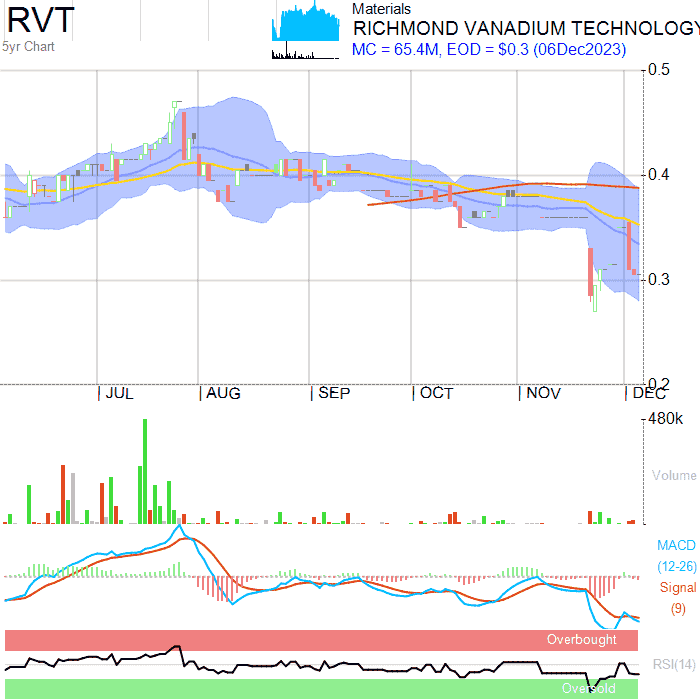 RVT
5yr Chart
Materials
RICHMOND VANADIUM TECHNOLOGY
MC = 65.4M, EOD = $0.3 (06Dec2023)
0.5
0.4
0.3
0.2
JUL AUG SEP OCT NOV DEC
480k
Volume
MACD
(12-26)
Signal
(9)
Overbought
RSI(14)
Oversold